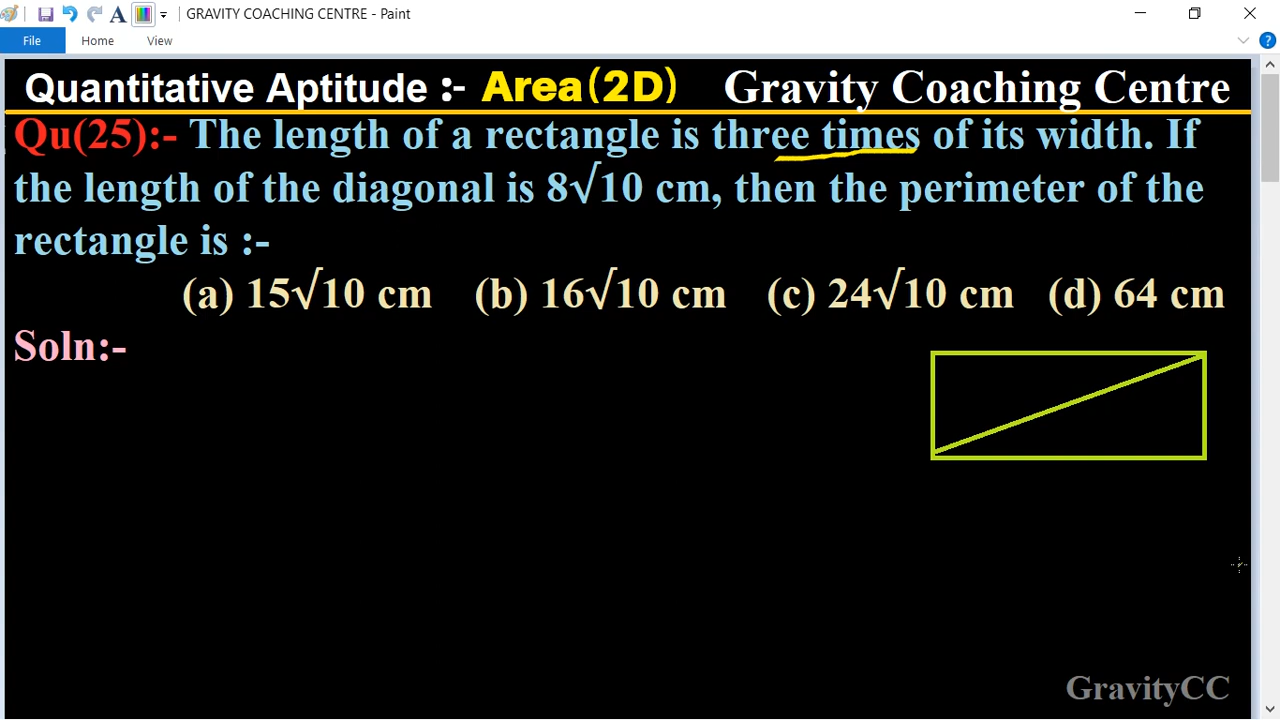 GRAVITY COACHING CENTRE - Paint
File Home View
Quantitative Aptitude :- Area(2D) Gravity Coaching Centre
Qu(25):- The length of a rectangle is three times of its width. If
the length of the diagonal is 8√10 cm, then the perimeter of the
rectangle is :-
(a) 15√10 cm (b) 16√10 cm (c) 24√10 cm (d) 64 cm
Soln:-
GravityCC